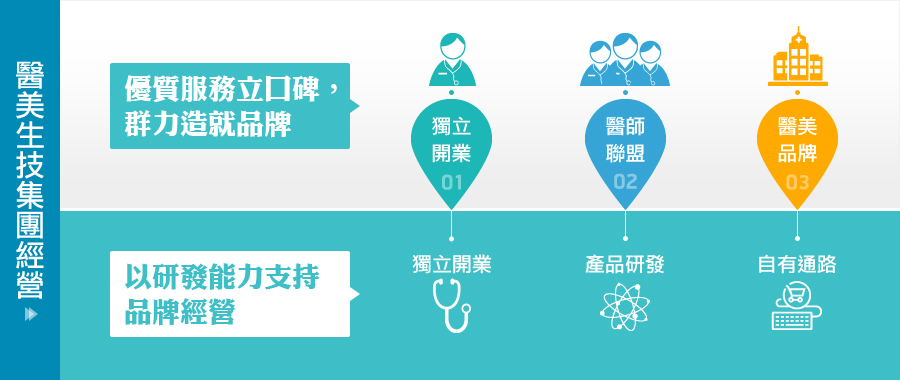 醫美生技集團經營
優質服務立口碑，
群力造就品牌
獨立
開業
01
醫師
聯盟
02
醫美
品牌
03
以研發能力支持
品牌經營
獨立開業
產品研發
自有通路